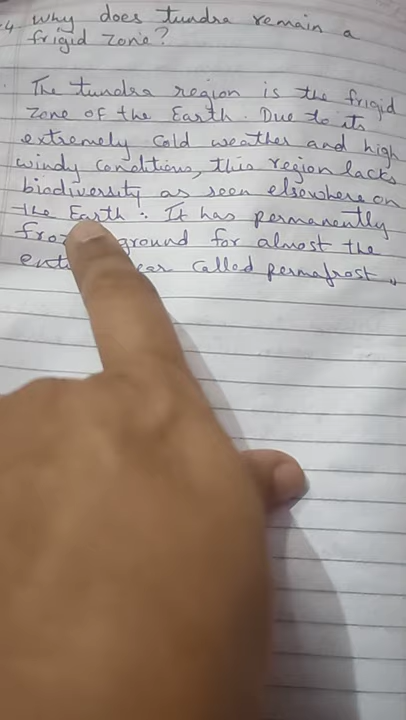 4 Why does tundra remain a
frigid zone?
The tundra region is the frigid
zone of the Earth. Due to its
extremely cold weather and high
windy conditions, this region lacks
biodiversity as seen elsewhere on
the Earth. It has permanently
ground for almost the
called permafrost.